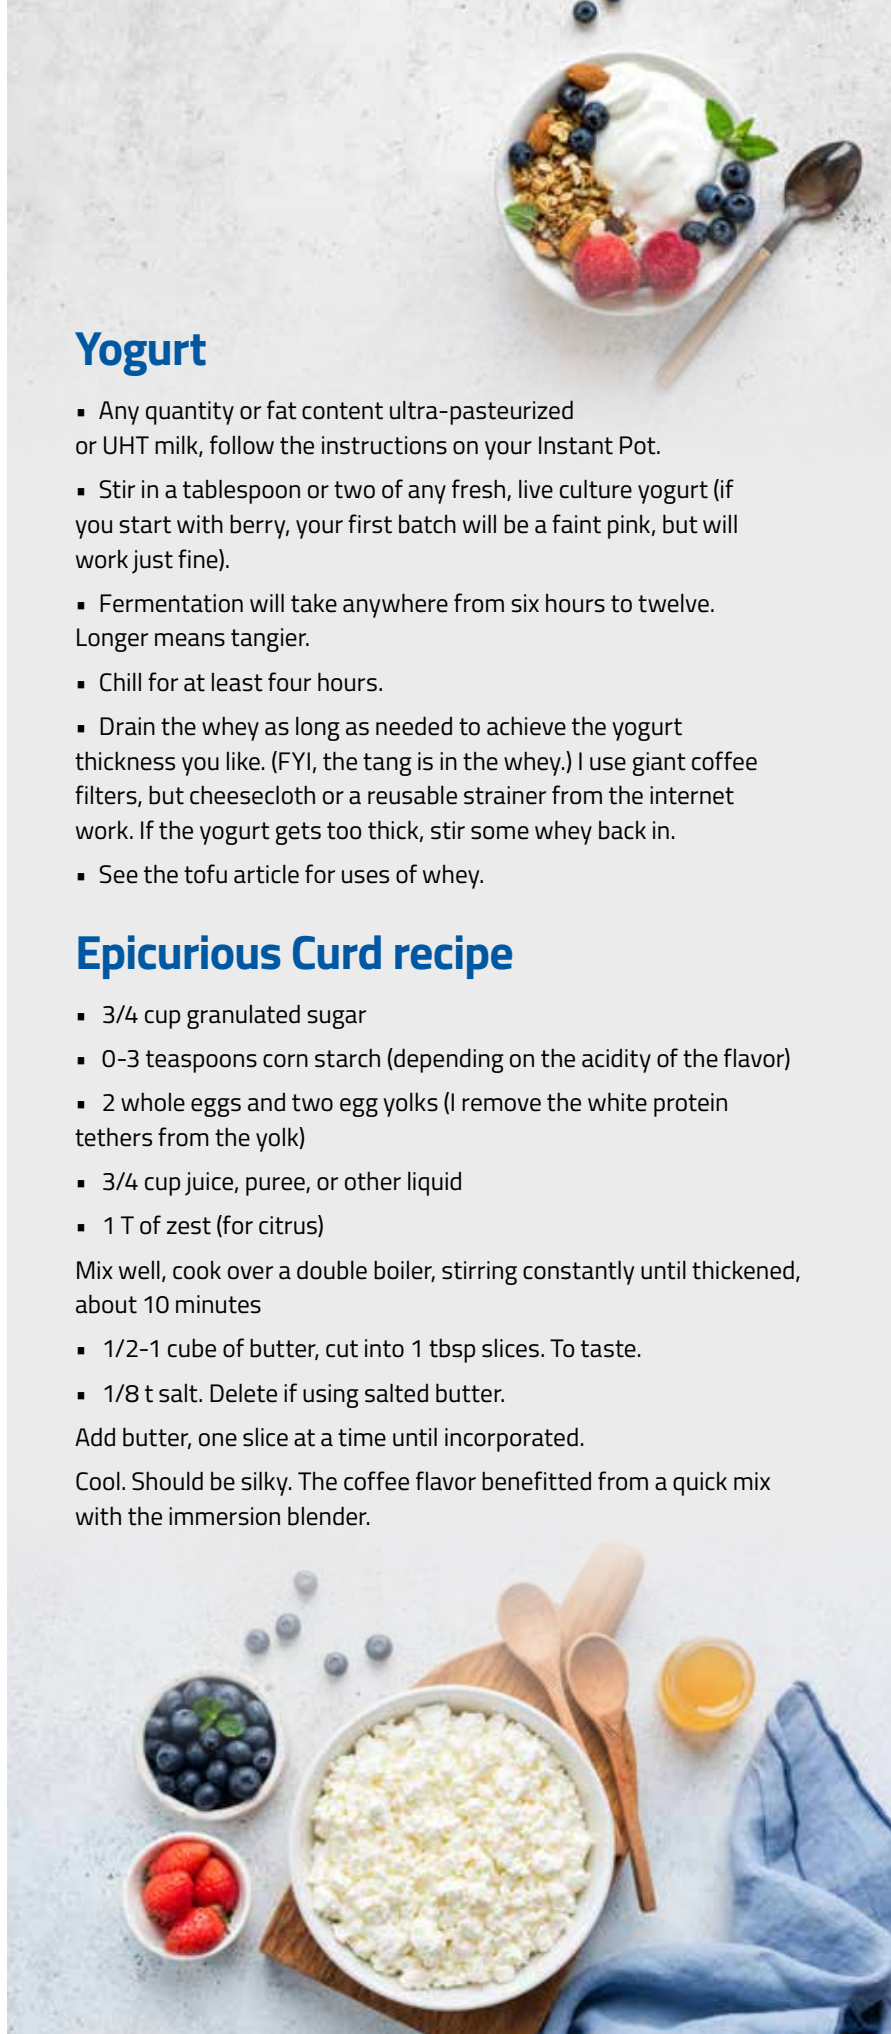 Yogurt
▪ Any quantity or fat content ultra-pasteurized
or UHT milk, follow the instructions on your Instant Pot.
▪ Stir in a tablespoon or two of any fresh, live culture yogurt (if
you start with berry, your first batch will be a faint pink, but will
work just fine).
▪ Fermentation will take anywhere from six hours to twelve.
Longer means tangier.
▪ Chill for at least four hours.
▪ Drain the whey as long as needed to achieve the yogurt
thickness you like. (FYI, the tang is in the whey.) I use giant coffee
filters, but cheesecloth or a reusable strainer from the internet
work. If the yogurt gets too thick, stir some whey back in.
▪ See the tofu article for uses of whey.
Epicurious Curd recipe
▪ 3/4 cup granulated sugar
▪ 0-3 teaspoons corn starch (depending on the acidity of the flavor)
▪ 2 whole eggs and two egg yolks (I remove the white protein
tethers from the yolk)
▪ 3/4 cup juice, puree, or other liquid
▪ 1 T of zest (for citrus)
Mix well, cook over a double boiler, stirring constantly until thickened,
about 10 minutes
▪ 1/2-1 cube of butter, cut into 1 tbsp slices. To taste.
▪ 1/8 t salt. Delete if using salted butter.
Add butter, one slice at a time until incorporated.
Cool. Should be silky. The coffee flavor benefitted from a quick mix
with the immersion blender.